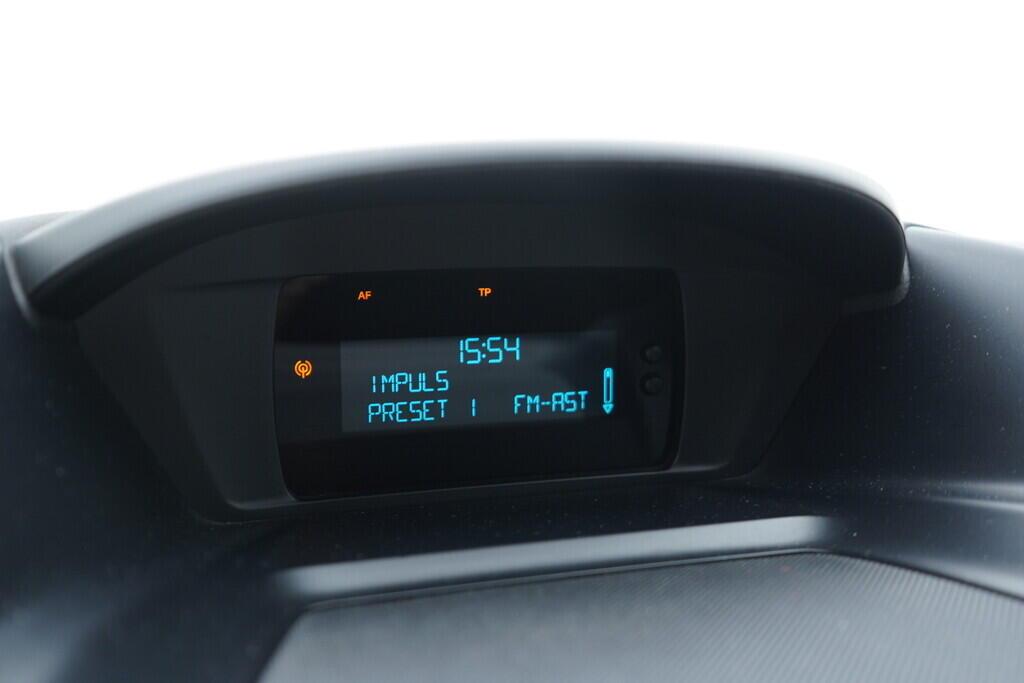 AF TP
15:54
IMPULS
PRESET 1 FM-AST